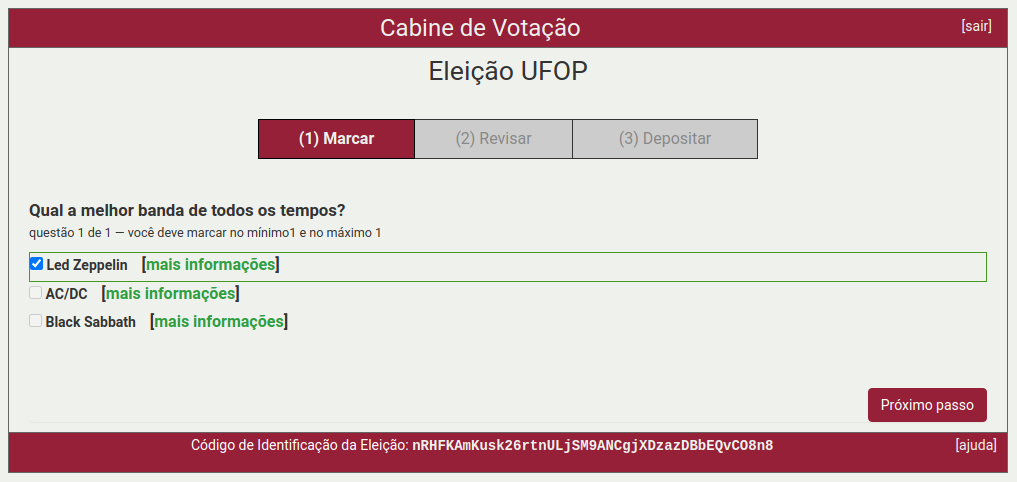 Cabine de Votação [sair]
Eleição UFOP
(1) Marcar (2) Revisar (3) Depositar
Qual a melhor banda de todos os tempos?
questão 1 de 1 — você deve marcar no mínimo1 e no máximo 1
Led Zeppelin [mais informações]
AC/DC [mais informações]
Black Sabbath [mais informações]
Próximo passo
Código de Identificação da Eleição: nRHFKAmKusk26rtnULjSM9ANCgjXDzazDBbEQvCO8n8 [ajuda]